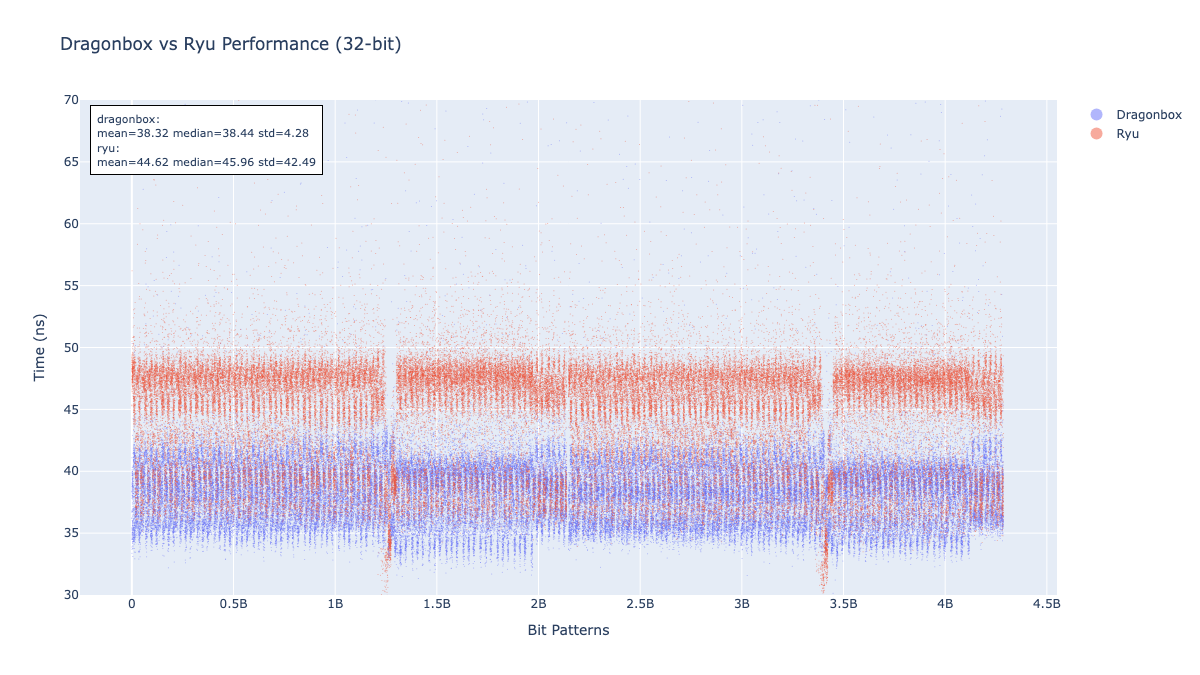 Dragonbox vs Ryu Performance (32-bit)
dragonbox:
mean=38.32 median=38.44 std=4.28
ryu:
mean=44.62 median=45.96 std=42.49
Dragonbox
Ryu
70
65
60
55
50
45
40
35
30
Time (ns)
0
0.5B
1B
1.5B
2B
2.5B
3B
3.5B
4B
4.5B
Bit Patterns